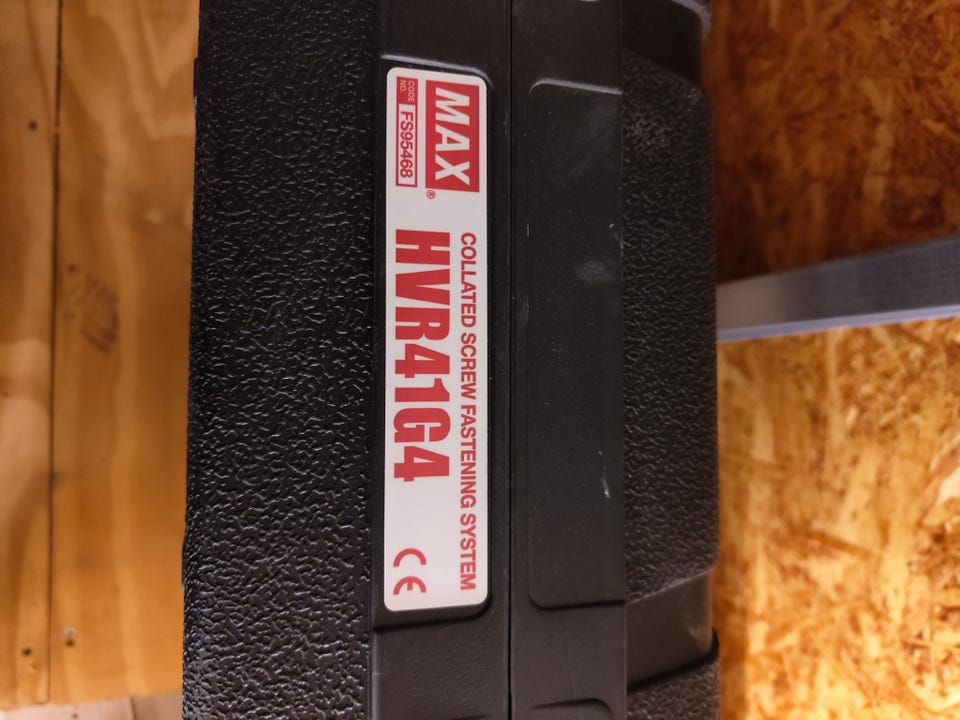 MAX®
CODE NO. FS95468
COLLATED SCREW FASTENING SYSTEM
HVR41G4
CE